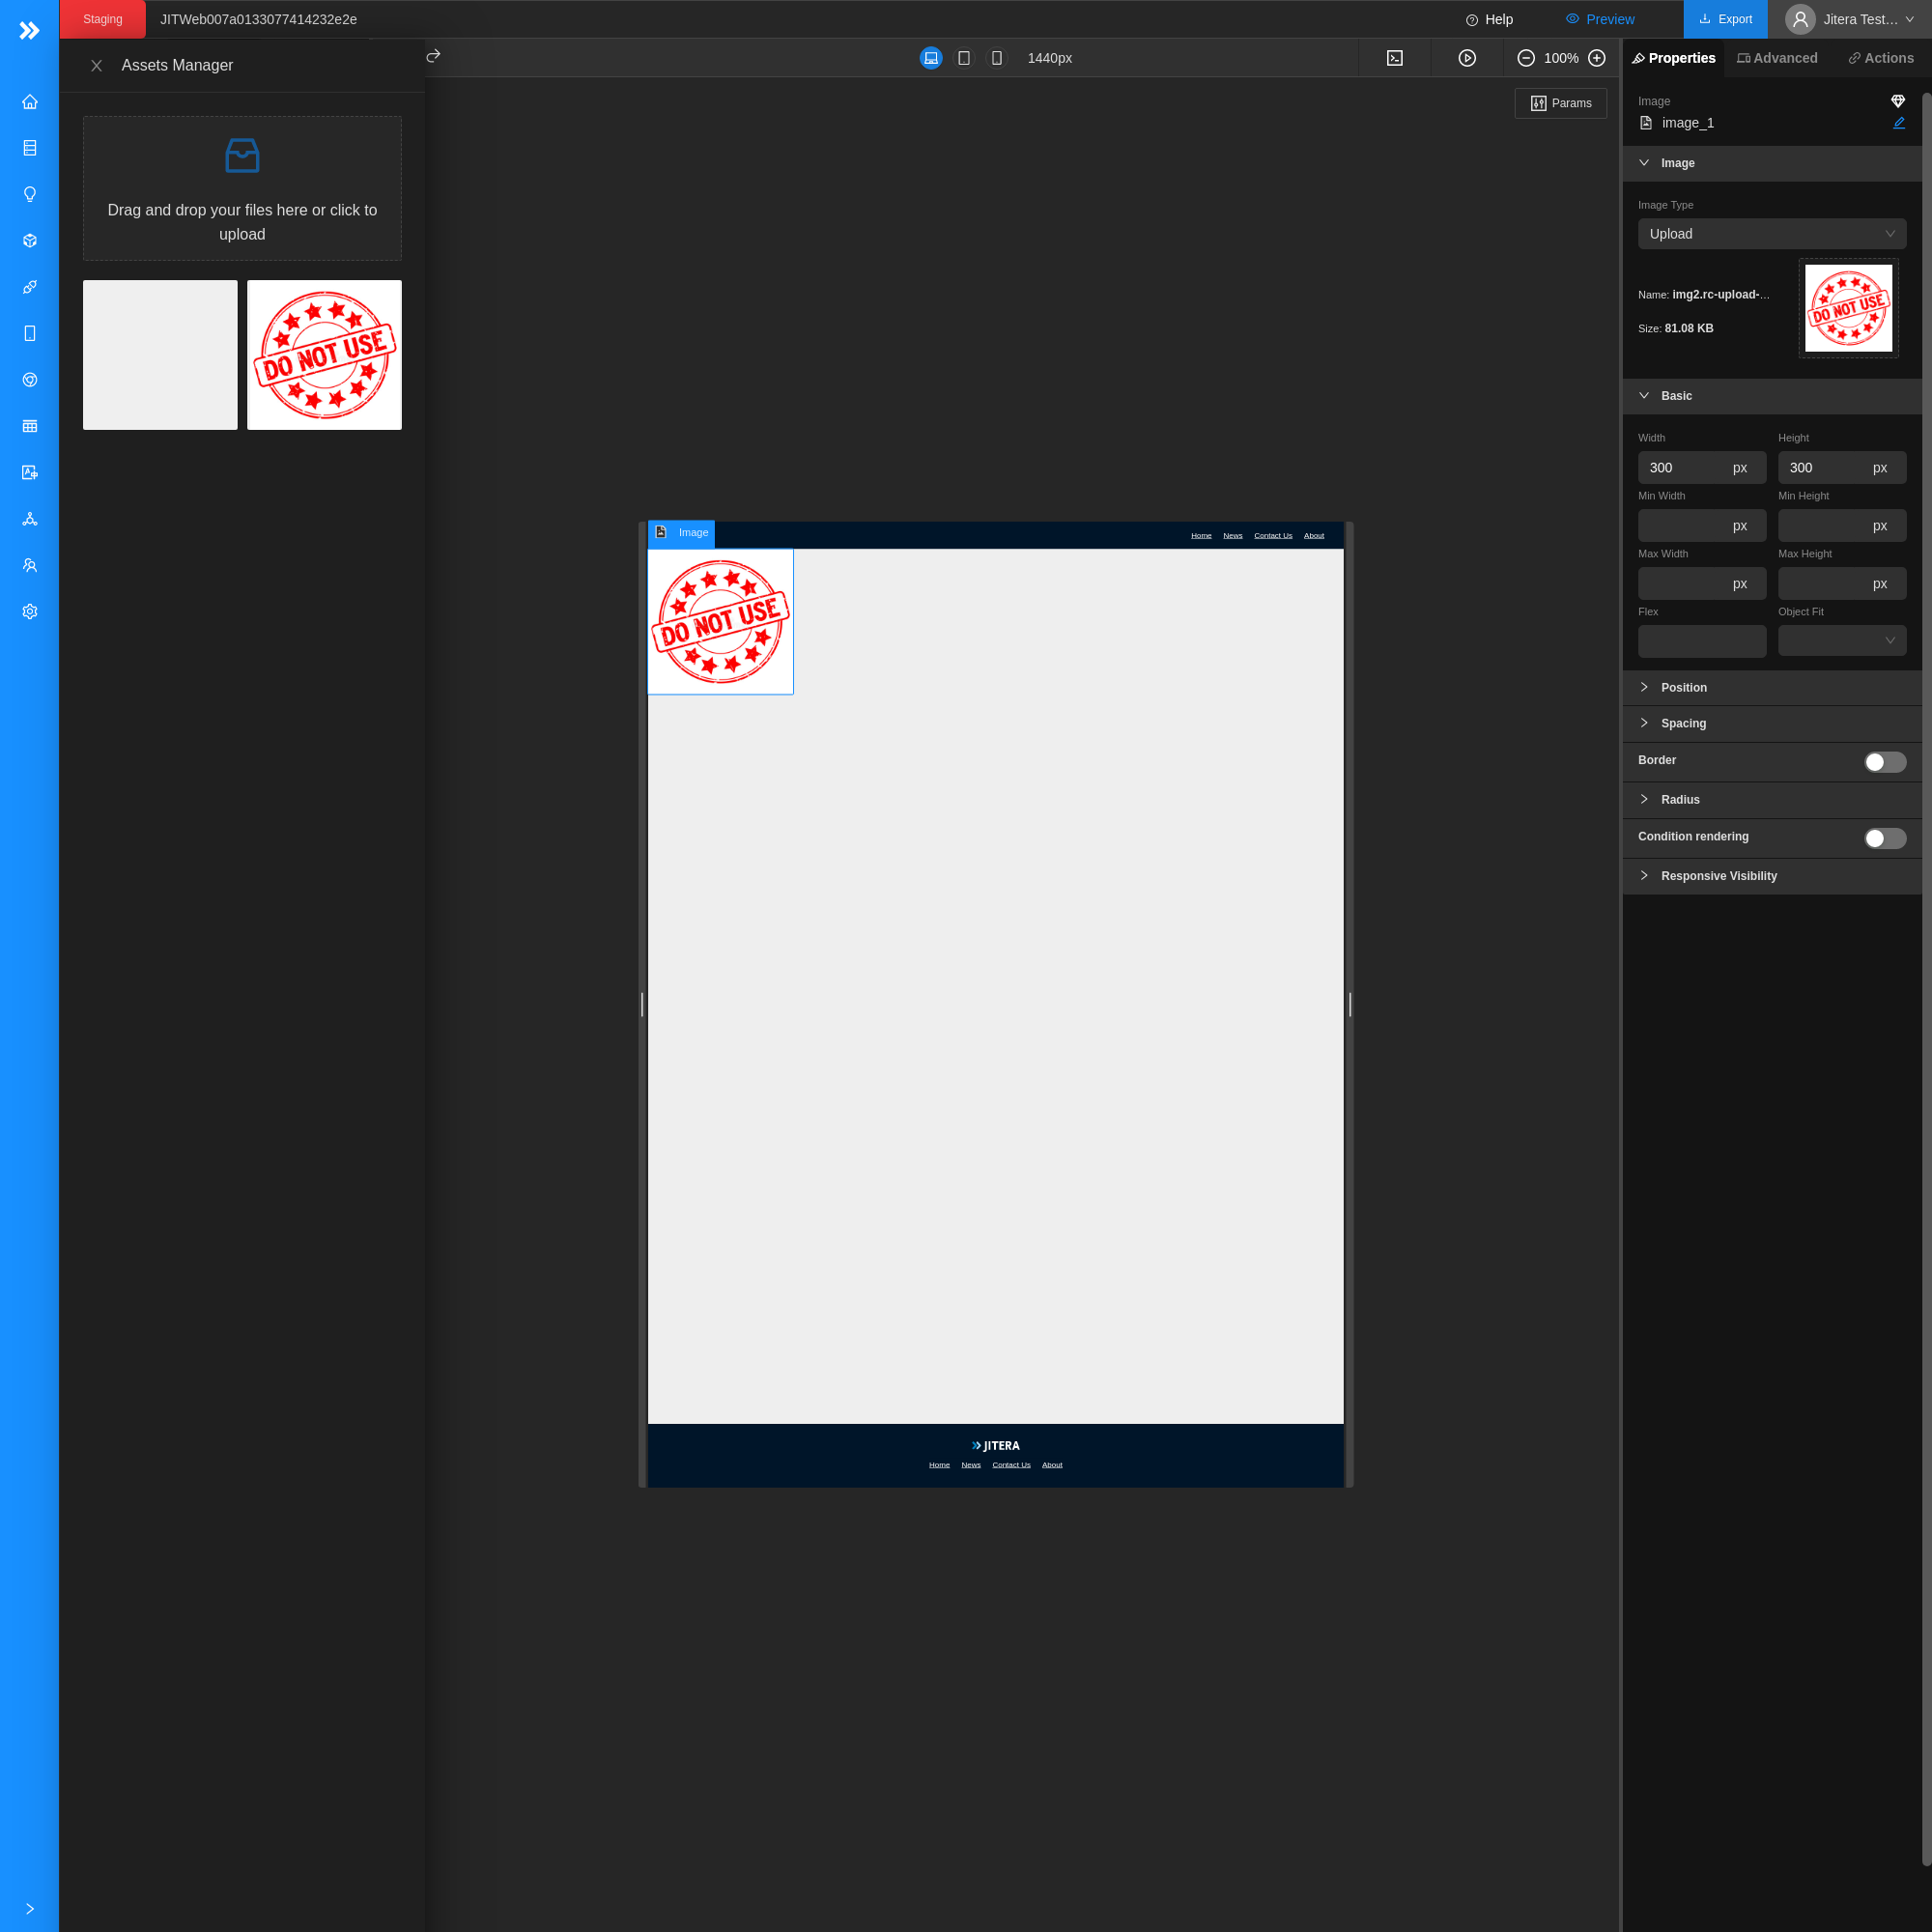 Staging
JITWeb007a0133077414232e2e
Help
Preview
Export
Jitera Test...
Assets Manager
1440px
100%
Properties
Advanced
Actions
Params
Drag and drop your files here or click to
upload
DO NOT USE
Image
image_1
Image
Image Type
Upload
Name: img2.rc-upload-...
Size: 81.08 KB
DO NOT USE
Basic
Width
Height
300 px
300 px
Min Width
Min Height
px
px
Max Width
Max Height
px
px
Flex
Object Fit
Position
Spacing
Border
Radius
Condition rendering
Responsive Visibility
Image
Home News Contact Us About
DO NOT USE
JITERA
Home News Contact Us About